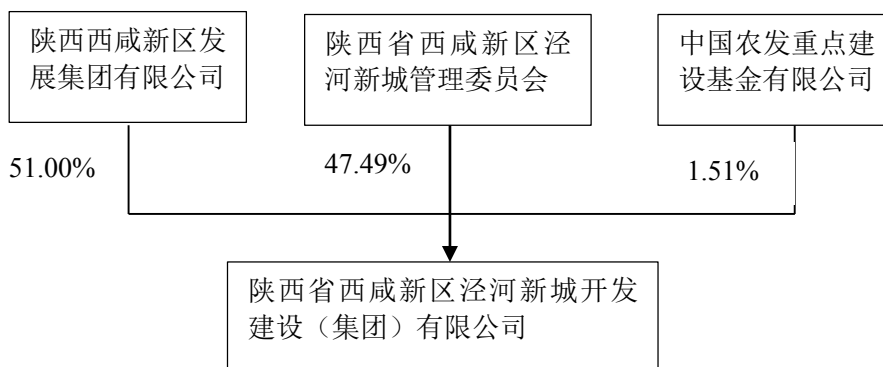 陕西西咸新区发
展集团有限公司
陕西省西咸新区泾
河新城管理委员会
中国农发重点建
设基金有限公司
51.00%
47.49%
1.51%
陕西省西咸新区泾河新城开发
建设（集团）有限公司